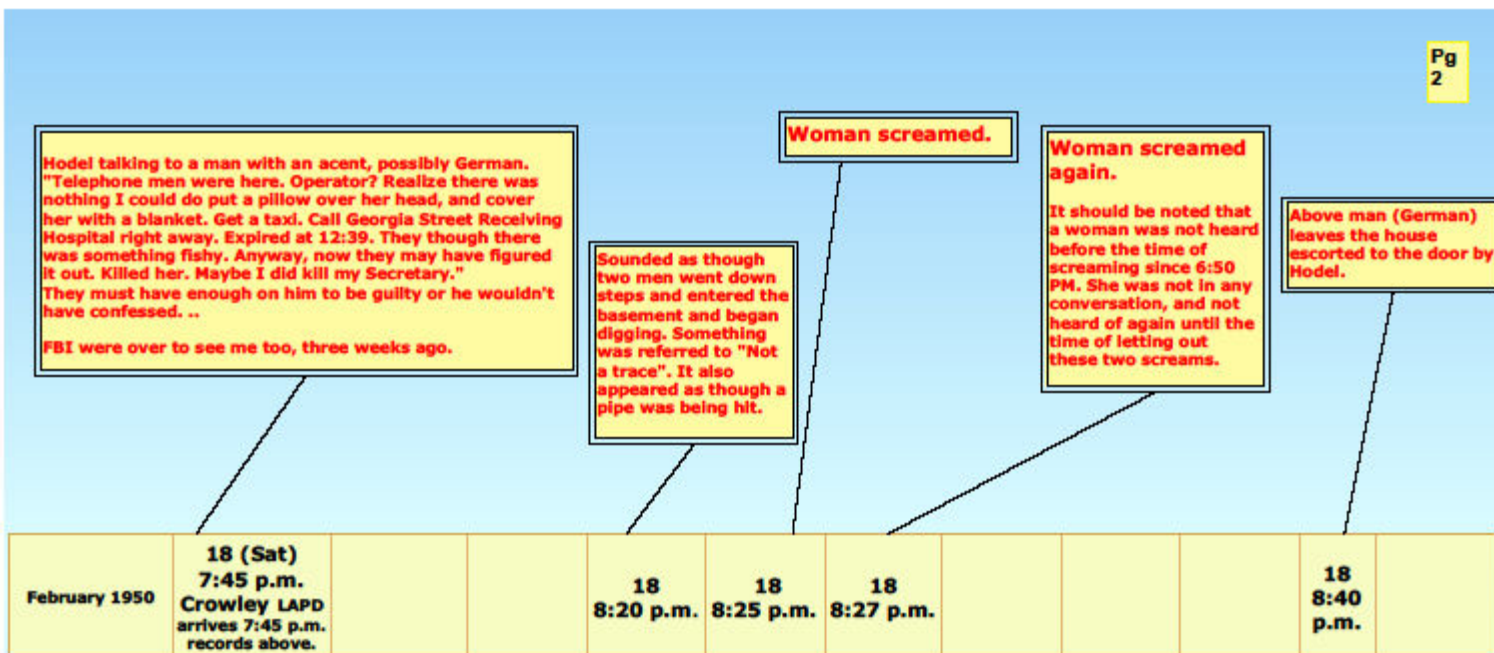 Pg
2
Hodel talking to a man with an acent, possibly German.
"Telephone men were here. Operator? Realize there was
nothing I could do put a pillow over her head, and cover
her with a blanket. Get a taxi. Call Georgia Street Receiving
Hospital right away. Expired at 12:39. They though there
was something fishy. Anyway, now they may have figured
it out. Killed her. Maybe I did kill my Secretary."
They must have enough on him to be guilty or he wouldn't
have confessed. ..
FBI were over to see me too, three weeks ago.
Sounded as though
two men went down
steps and entered the
basement and began
digging. Something
was referred to "Not
a trace". It also
appeared as though a
pipe was being hit.
Woman screamed.
Woman screamed
again.
It should be noted that
a woman was not heard
before the time of
screaming since 6:50
PM. She was not in any
conversation, and not
heard of again until the
time of letting out
these two screams.
Above man (German)
leaves the house
escorted to the door by
Hodel.
February 1950
18 (Sat)
7:45 p.m.
Crowley LAPD
arrives 7:45 p.m.
records above.
18
8:20 p.m.
18
8:25 p.m.
18
8:27 p.m.
18
8:40
p.m.